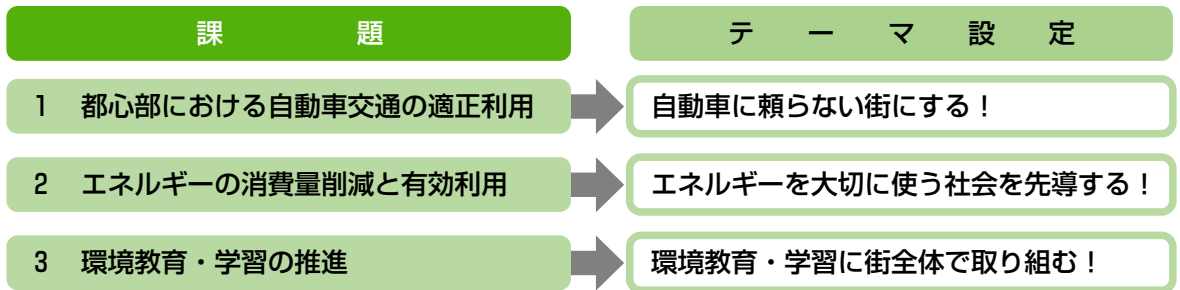 課題
テーマ設定
1 都心部における自動車交通の適正利用
自動車に頼らない街にする！
2 エネルギーの消費量削減と有効利用
エネルギーを大切に使う社会を先導する！
3 環境教育・学習の推進
環境教育・学習に街全体で取り組む！